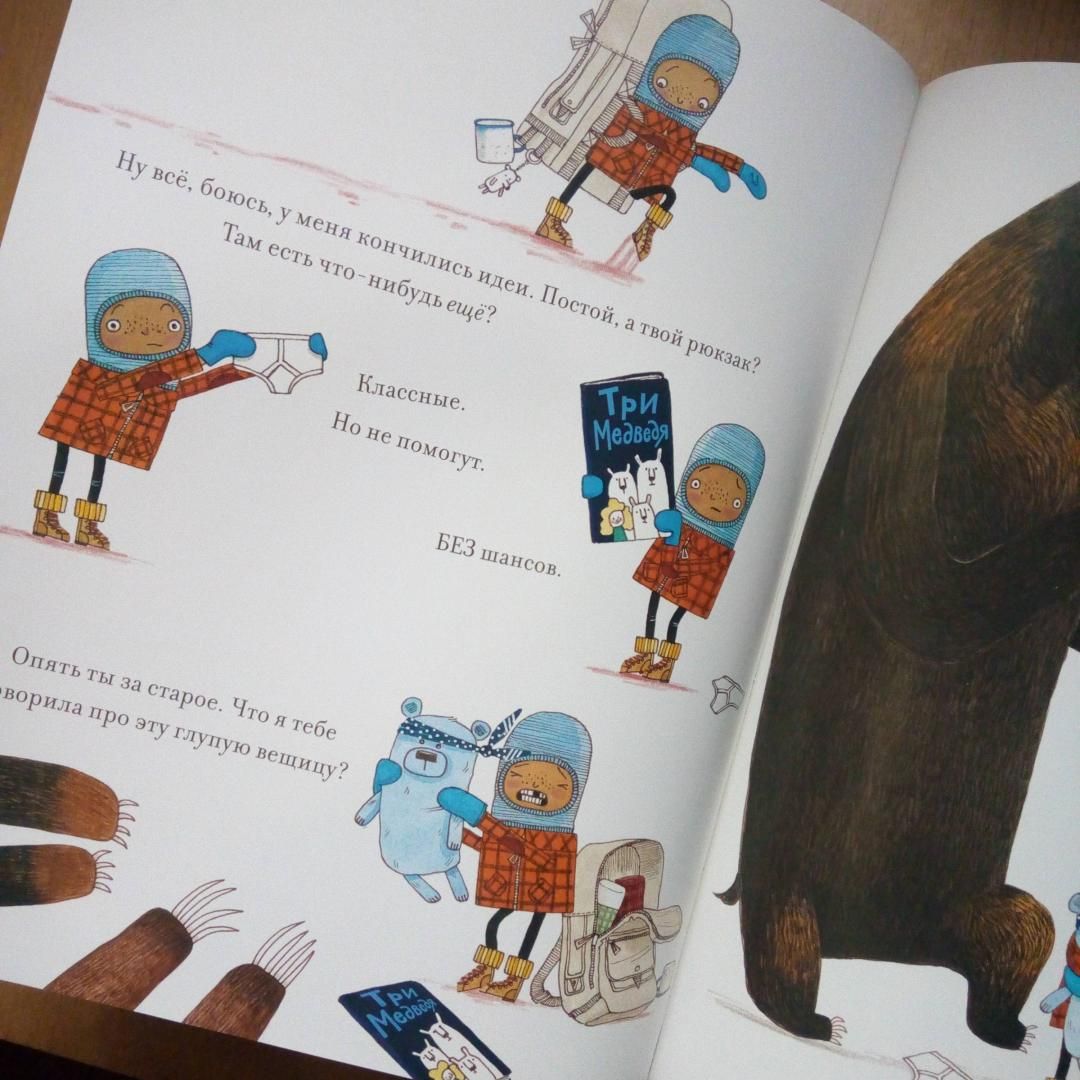 Ну всё, боюсь, у меня кончились идеи. Постой, а твой рюкзак?
Там есть что-нибудь ещё?
Классные.
Но не помогут.
Три
Медведя
БЕЗ шансов.
Опять ты за старое. Что я тебе
про эту глупую вещицу?
Три
Медведя